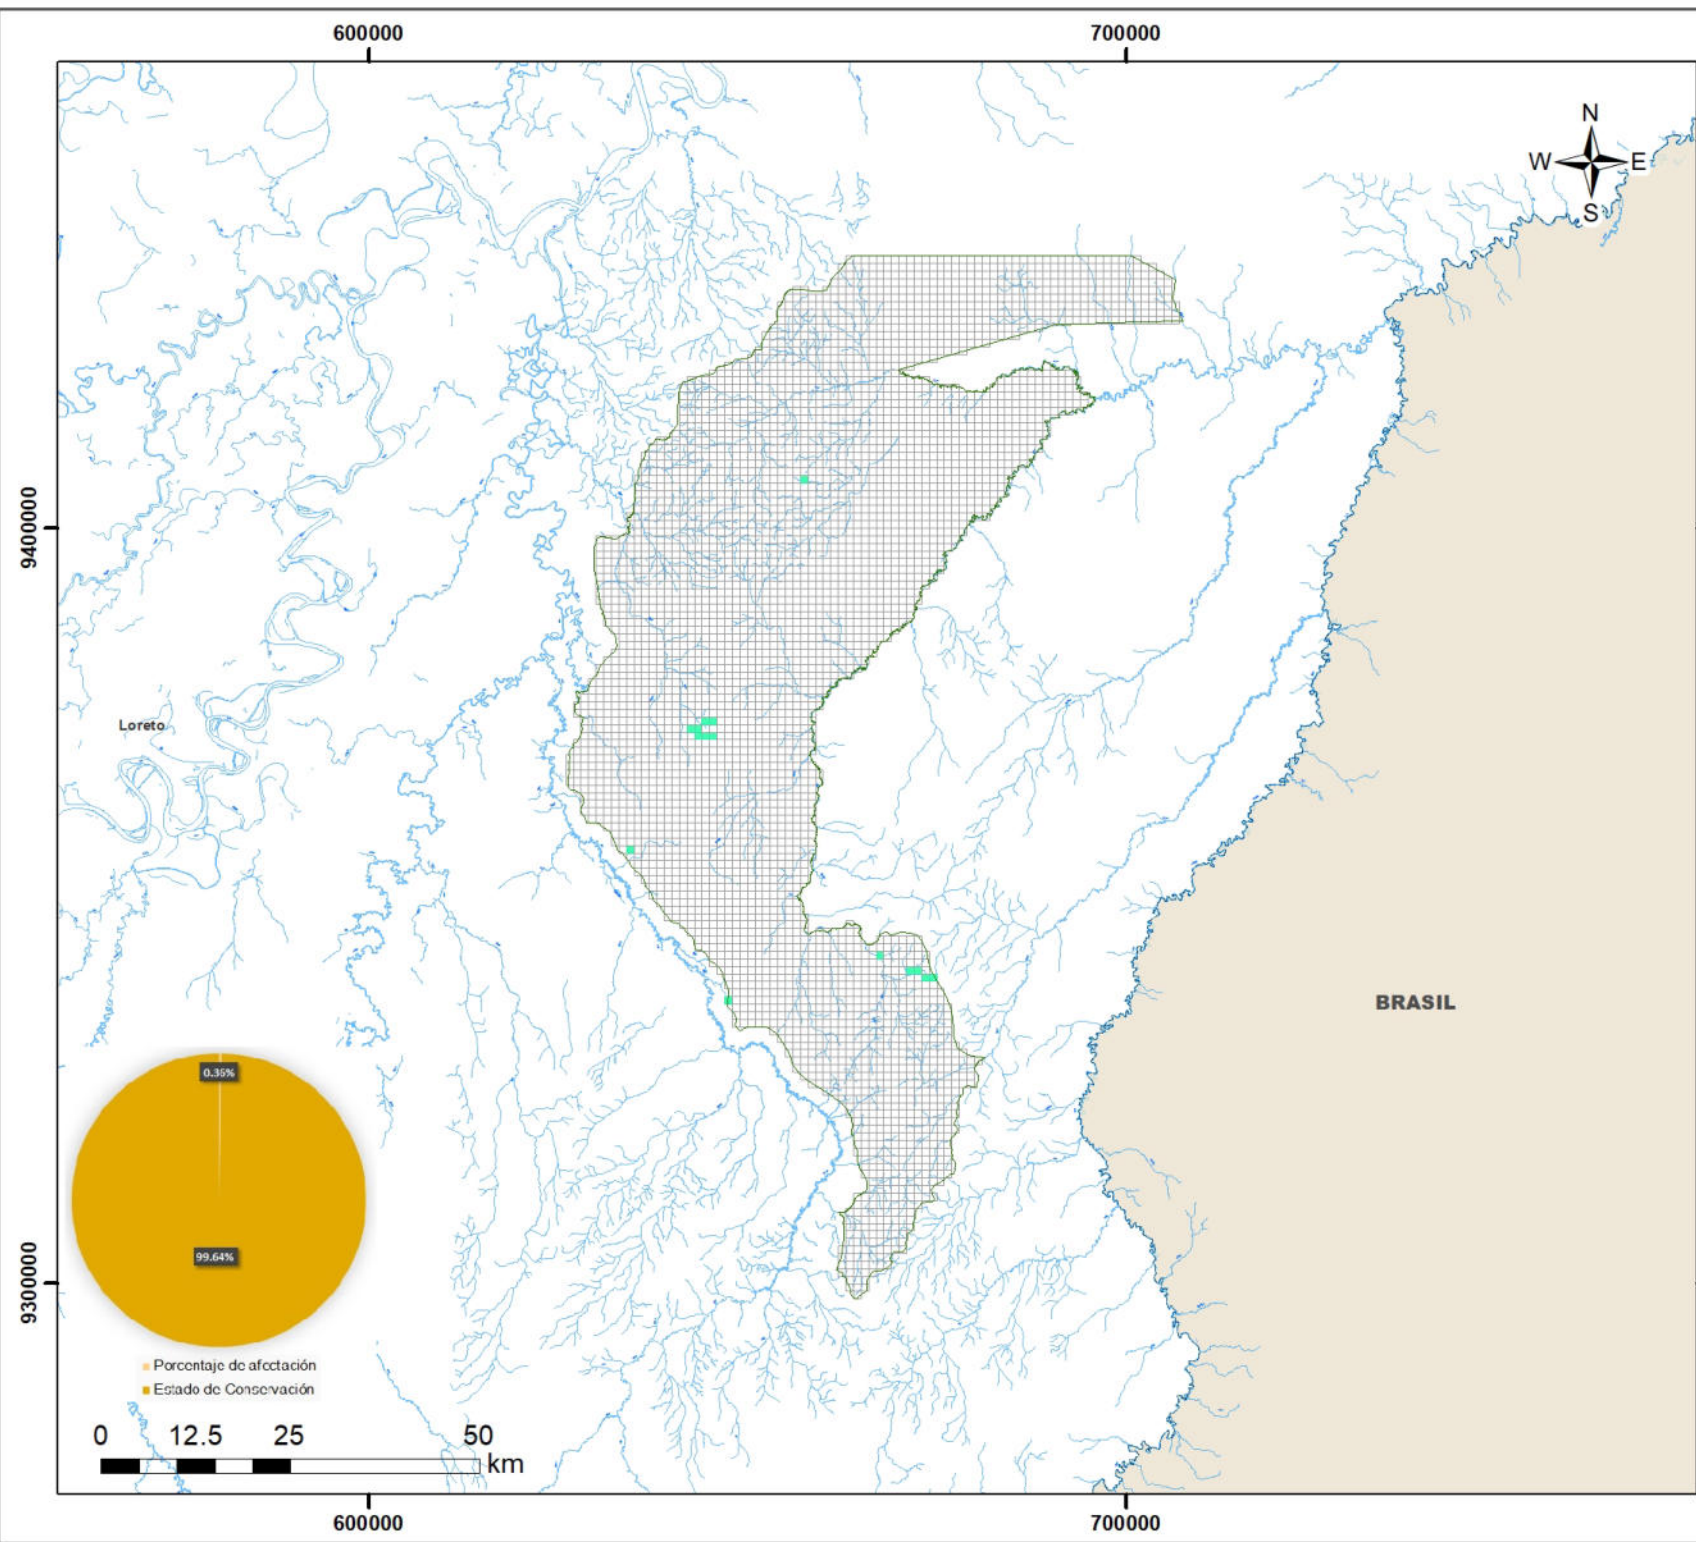 600000 700000
N
W E
S
9400000
Loreto
BRASIL
0.36%
9300000
99.64%
Porcentaje de afectación
Estado de Conservación
0 12.5 25 50
km
600000 700000